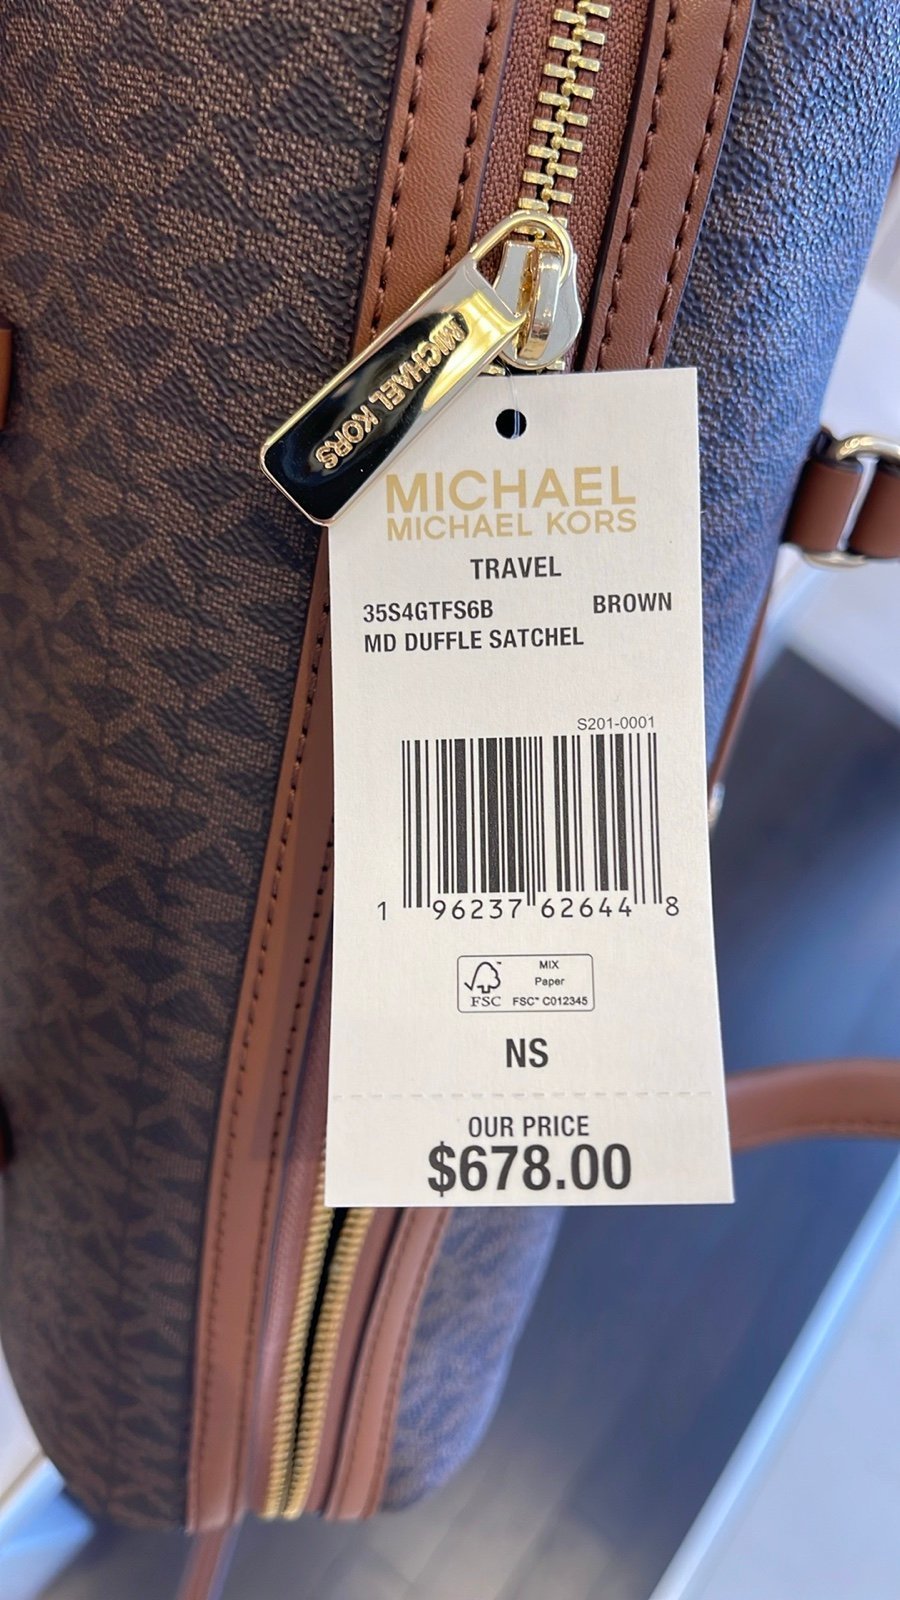 MICHAEL KORS
MICHAEL
MICHAEL KORS
TRAVEL
35S4GTFS6B BROWN
MD DUFFLE SATCHEL
S201-0001
1 96237 62644 8
FSC
MIX
Paper
FSC™ C012345
NS
OUR PRICE
$678.00